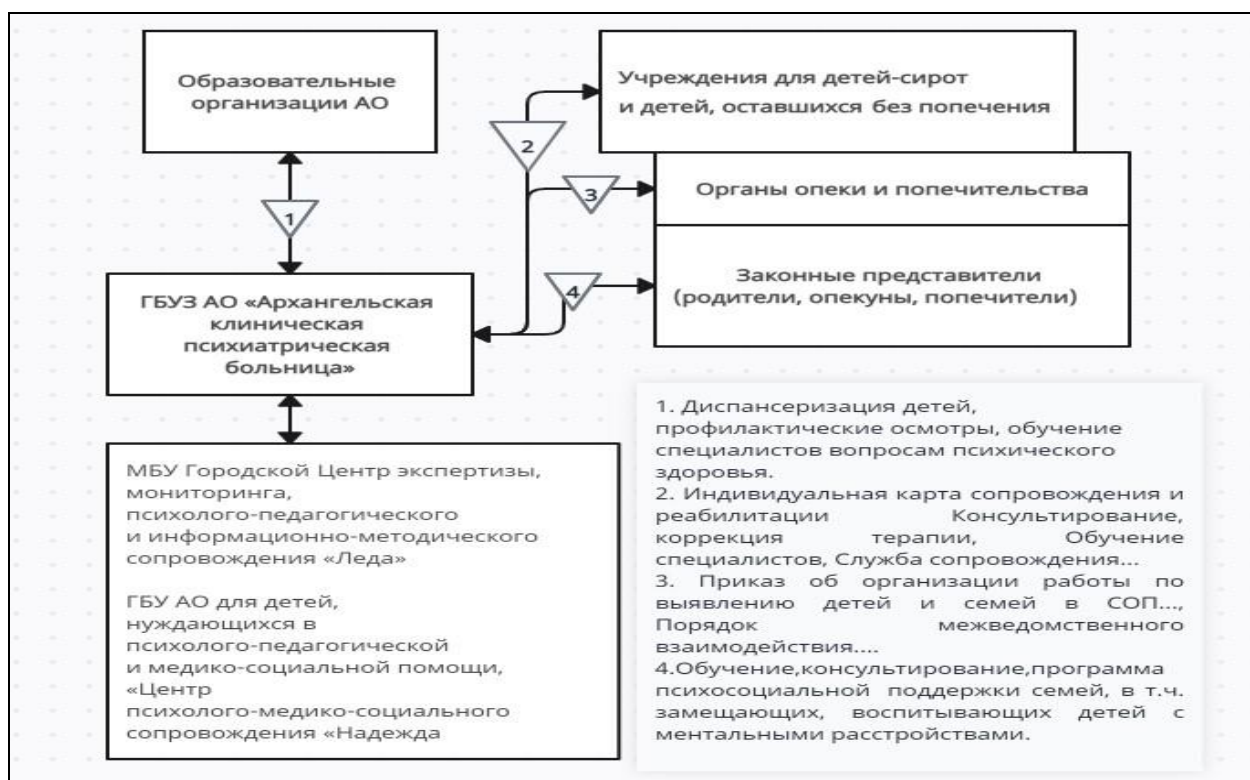 Образовательные
организации АО
Учреждения для детей-сирот
и детей, оставшихся без попечения
2
3
Органы опеки и попечительства
1
Законные представители
(родители, опекуны, попечители)
4
ГБУЗ АО «Архангельская
клиническая
психиатрическая
больница»
МБУ Городской Центр экспертизы,
мониторинга,
психолого-педагогического
и информационно-методического
сопровождения «Леда»
ГБУ АО для детей,
нуждающихся в
психолого-педагогической
и медико-социальной помощи,
«Центр
психолого-медико-социального
сопровождения «Надежда
1. Диспансеризация детей,
профилактические осмотры, обучение
специалистов вопросам психического
здоровья.
2. Индивидуальная карта сопровождения и
реабилитации Консультирование,
коррекция терапии, Обучение
специалистов, Служба сопровождения...
3. Приказ об организации работы по
выявлению детей и семей в СОП...,
Порядок межведомственного
взаимодействия....
4.Обучение,консультирование,программа
психосоциальной поддержки семей, в т.ч.
замещающих, воспитывающих детей с
ментальными расстройствами.